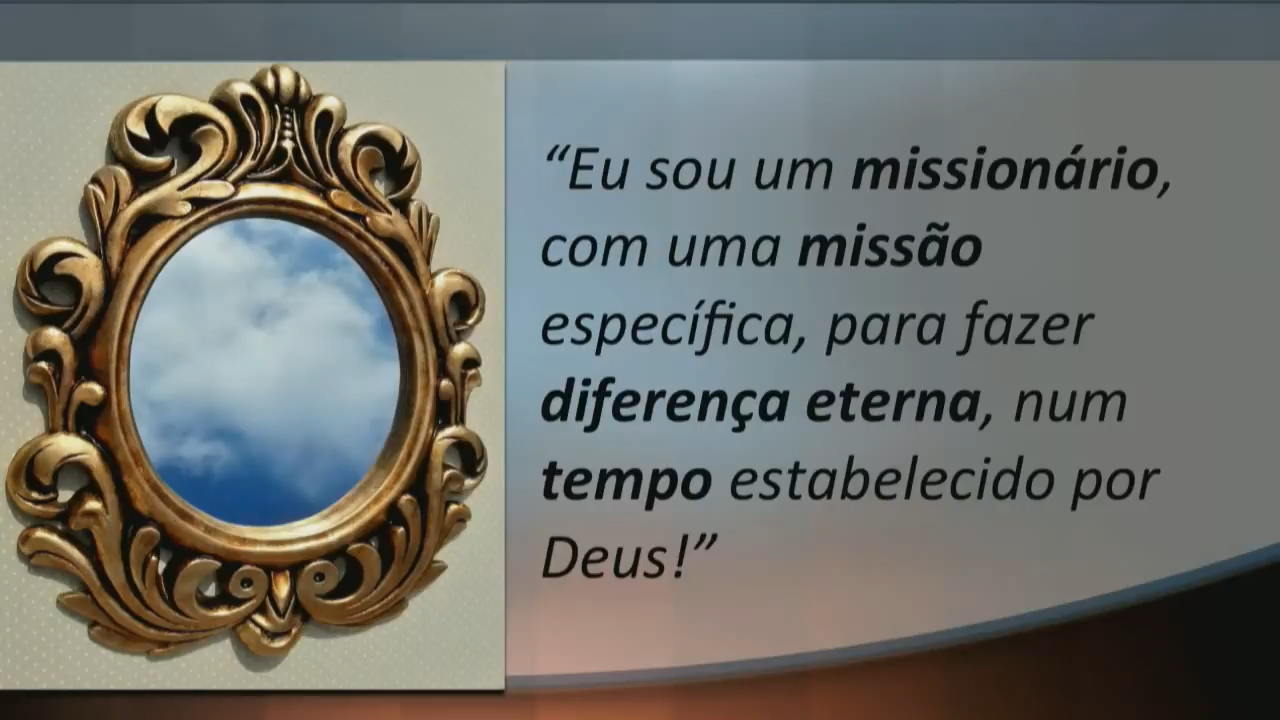 “Eu sou um missionário,
com uma missão
específica, para fazer
diferença eterna, num
tempo estabelecido por
Deus!”